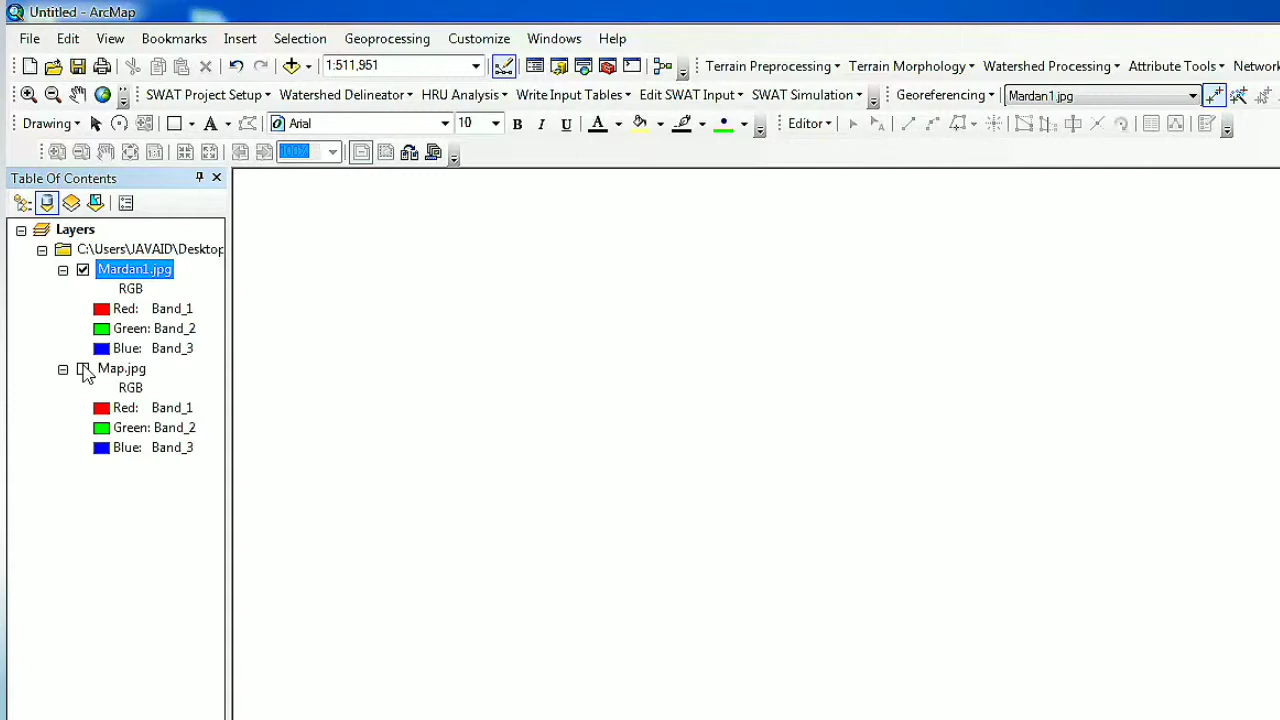 Untitled - ArcMap
File Edit View Bookmarks Insert Selection Geoprocessing Customize Windows Help
1:511,951 Terrain Preprocessing Terrain Morphology Watershed Processing Attribute Tools
SWAT Project Setup Watershed Delineator HRU Analysis Write Input Tables Edit SWAT Input SWAT Simulation Georeferencing Mardan1.jpg
Drawing A Arial 10 B I U A Editor
100%
Table Of Contents
Layers
C:\Users\JAVAID\Desktop
Mardan1.jpg
RGB
Red: Band_1
Green: Band_2
Blue: Band_3
Map.jpg
RGB
Red: Band_1
Green: Band_2
Blue: Band_3